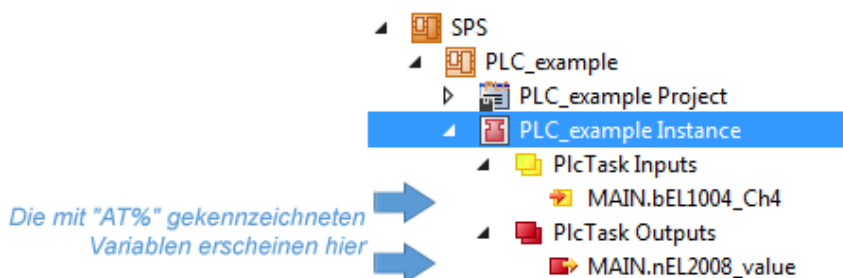 SPS
PLC_example
PLC_example Project
PLC_example Instance
PlcTask Inputs
MAIN.bEL1004_Ch4
PlcTask Outputs
MAIN.nEL2008_value
Die mit "AT%" gekennzeichneten
Variablen erscheinen hier